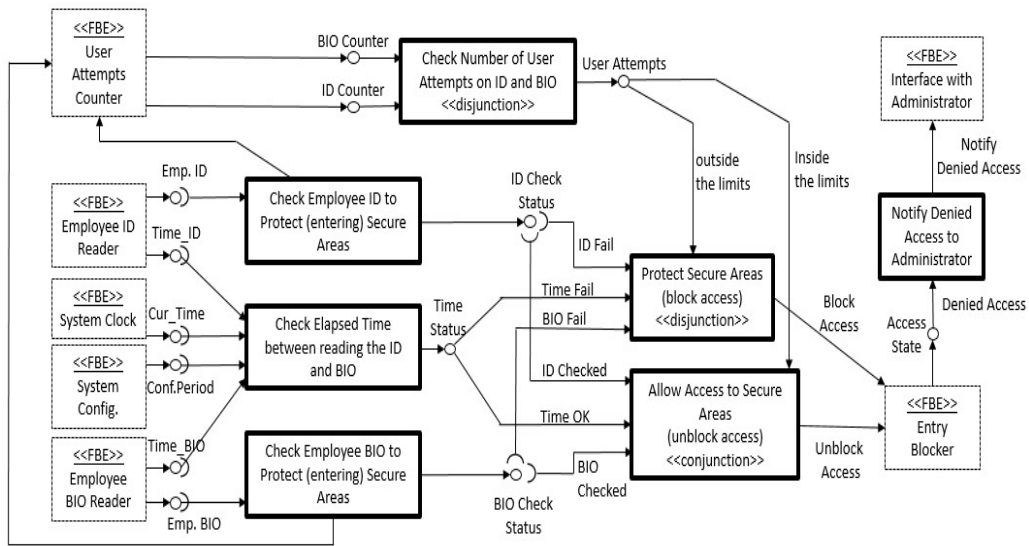 <<FBE>>
User
Attempts
Counter
BIO Counter
ID Counter
Check Number of User
Attempts on ID and BIO
<<disjunction>>
User Attempts
<<FBE>>
Interface with
Administrator
outside
the limits
Inside
the limits
Notify
Denied Access
Notify Denied
Access to
Administrator
<<FBE>>
Employee ID
Reader
Emp. ID
Time_ID
Check Employee ID to
Protect (entering) Secure
Areas
ID Check
Status
ID Fail
Protect Secure Areas
(block access)
<<disjunction>>
Time Fail
BIO Fail
Block
Access
Denied Access
Access
State
<<FBE>>
System Clock
Cur_Time
Check Elapsed Time
between reading the ID
and BIO
Time
Status
<<FBE>>
System
Config.
Conf.Period
ID Checked
Time OK
Allow Access to Secure
Areas
(unblock access)
<<conjunction>>
<<FBE>>
Entry
Blocker
Unblock
Access
<<FBE>>
Employee
BIO Reader
Time_BIO
Emp. BIO
Check Employee BIO to
Protect (entering) Secure
Areas
BIO
Checked
BIO Check
Status